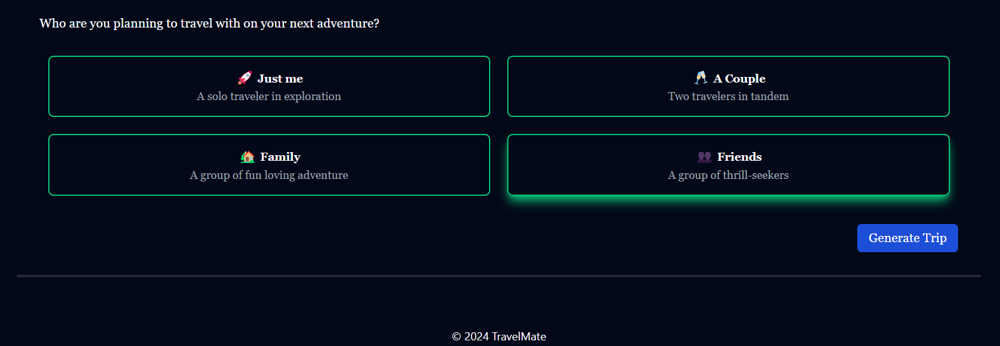 Who are you planning to travel with on your next adventure?
🚀 Just me
A solo traveler in exploration
🥂 A Couple
Two travelers in tandem
🏡 Family
A group of fun loving adventure
👥 Friends
A group of thrill-seekers
Generate Trip
© 2024 TravelMate